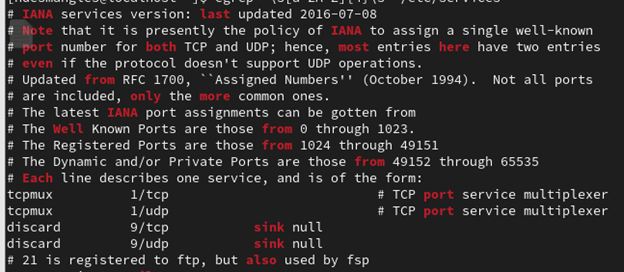 # IANA services version: last updated 2016-07-08
# Note that it is presently the policy of IANA to assign a single well-known
# port number for both TCP and UDP; hence, most entries here have two entries
# even if the protocol doesn't support UDP operations.
# Updated from RFC 1700, ``Assigned Numbers'' (October 1994).  Not all ports
# are included, only the more common ones.
# The latest IANA port assignments can be gotten from
# The Well Known Ports are those from 0 through 1023.
# The Registered Ports are those from 1024 through 49151
# The Dynamic and/or Private Ports are those from 49152 through 65535
# Each line describes one service, and is of the form:
tcpmux          1/tcp                           # TCP port service multiplexer
tcpmux          1/udp                           # TCP port service multiplexer
discard         9/tcp           sink null
discard         9/udp           sink null
# 21 is registered to ftp, but also used by fsp